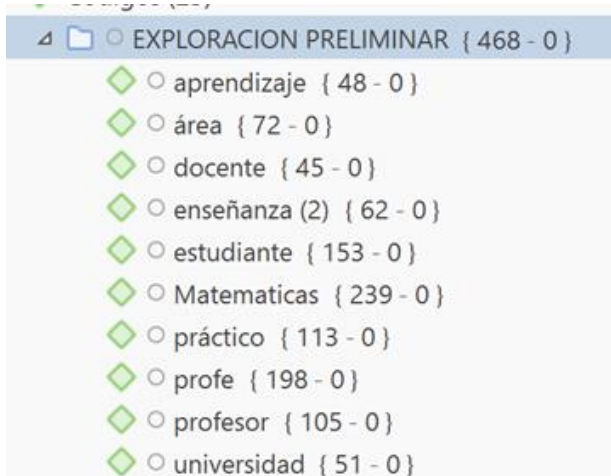 EXPLORACION PRELIMINAR { 468 - 0 }
aprendizaje { 48 - 0 }
área { 72 - 0 }
docente { 45 - 0 }
enseñanza (2) { 62 - 0 }
estudiante { 153 - 0 }
Matematicas { 239 - 0 }
práctico { 113 - 0 }
profe { 198 - 0 }
profesor { 105 - 0 }
universidad { 51 - 0 }